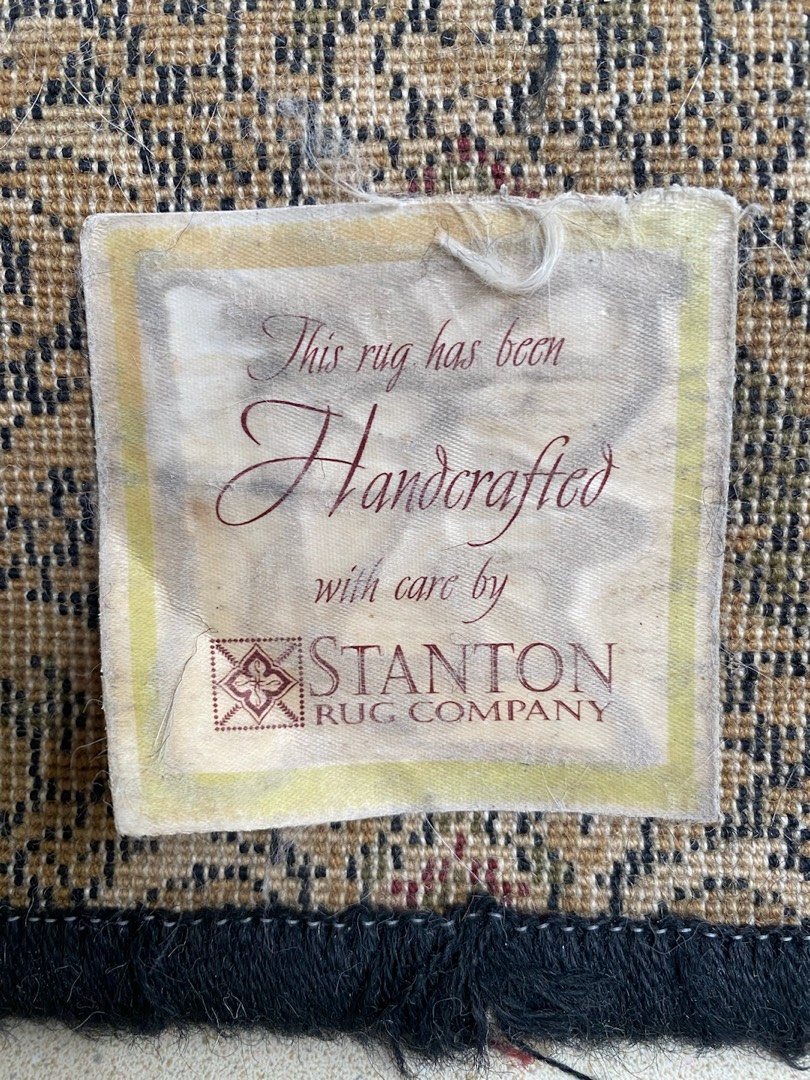 This rug has been
Handcrafted
with care by
STANTON
RUG COMPANY